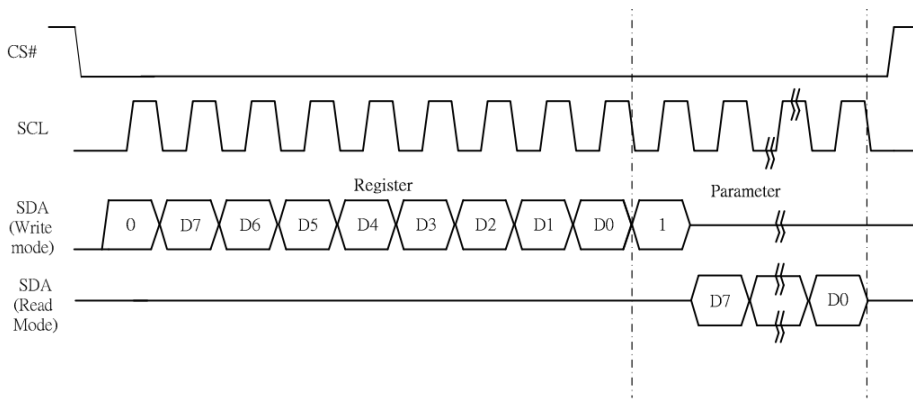 CS#
SCL
Register
Parameter
SDA
(Write
mode)
0 D7 D6 D5 D4 D3 D2 D1 D0 1
SDA
(Read
Mode)
D7 D0